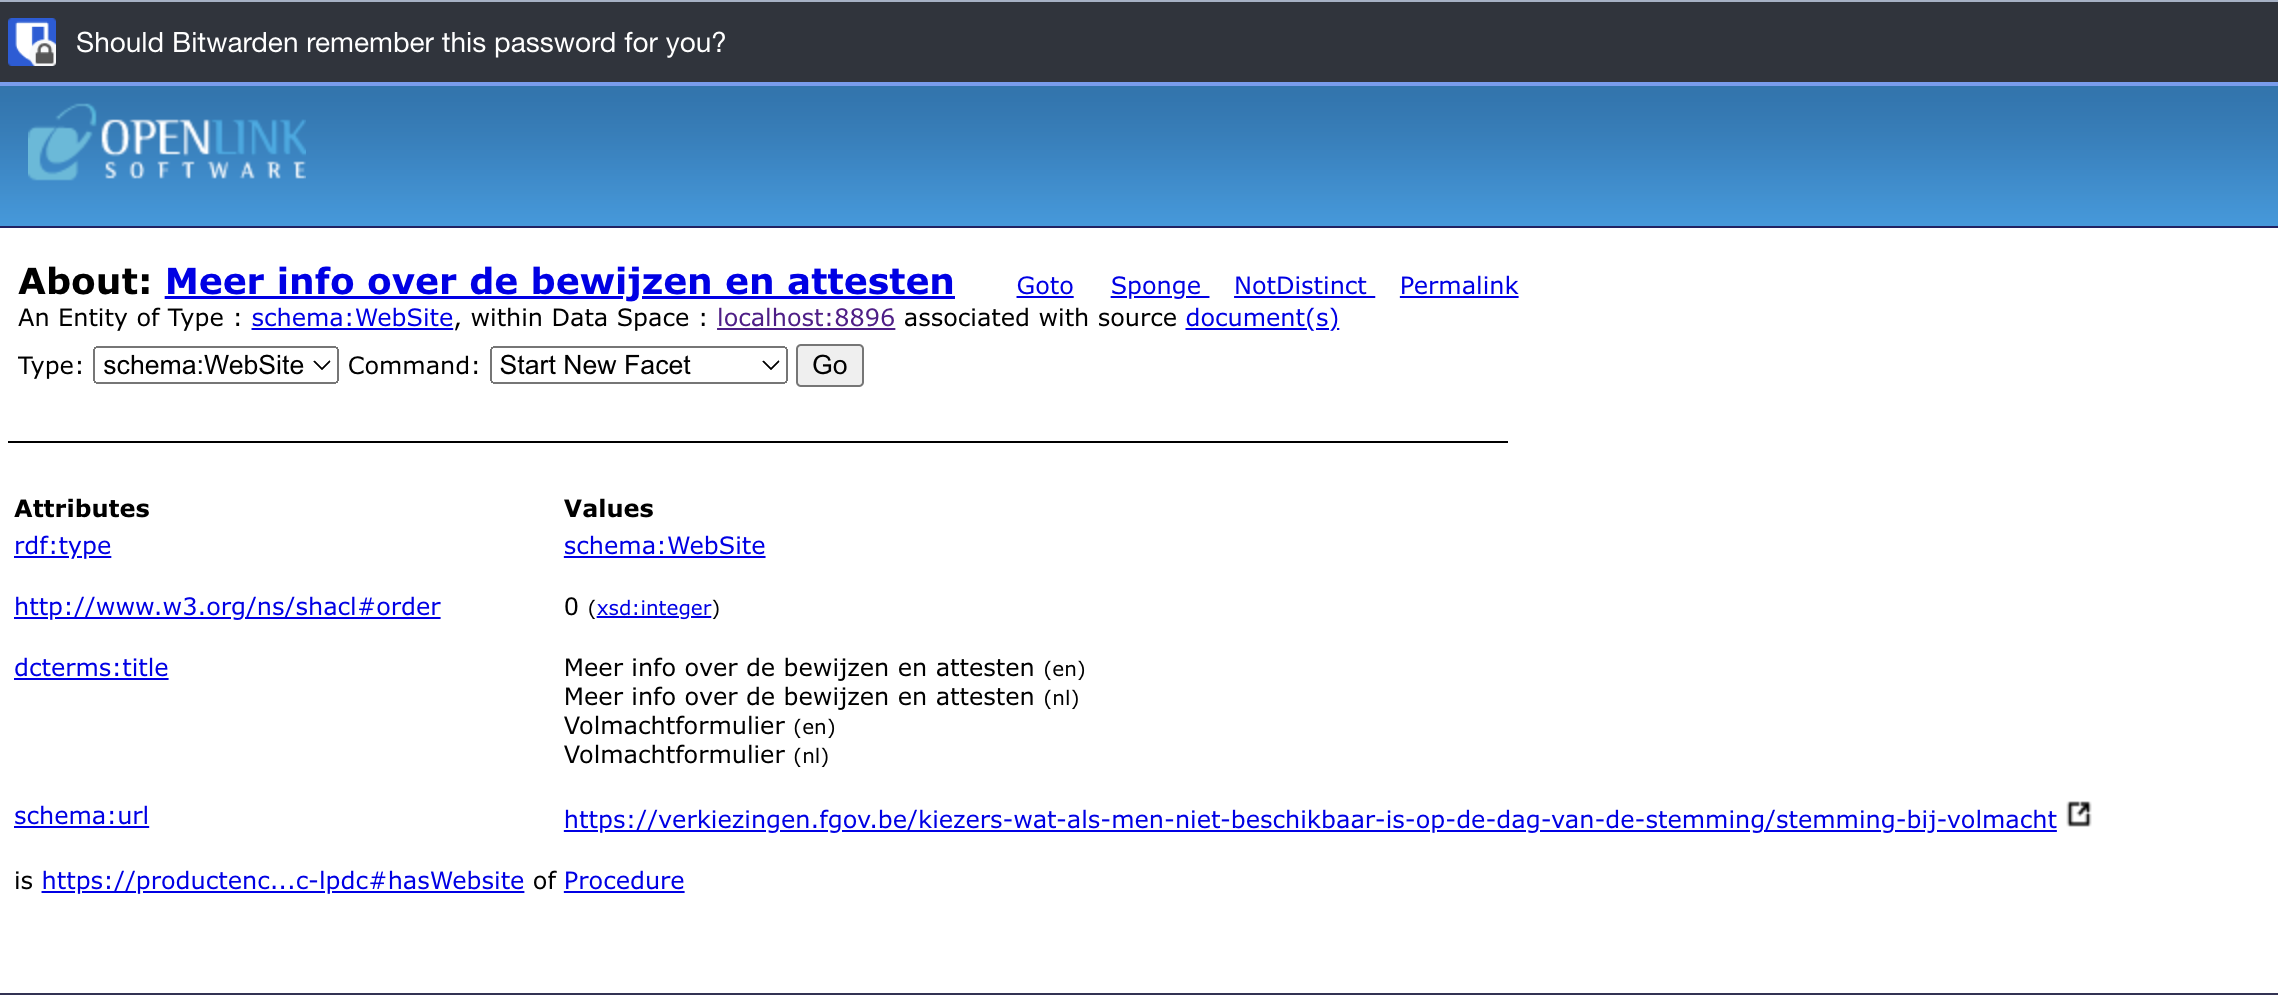 Should Bitwarden remember this password for you?
OPENLINK
SOFTWARE
About: Meer info over de bewijzen en attesten Goto Sponge NotDistinct Permalink
An Entity of Type : schema:WebSite, within Data Space : localhost:8896 associated with source document(s)
Type: schema:WebSite Command: Start New Facet Go
Attributes Values
rdf:type schema:WebSite
http://www.w3.org/ns/shacl#order 0 (xsd:integer)
dcterms:title Meer info over de bewijzen en attesten (en)
Meer info over de bewijzen en attesten (nl)
Volmachtformulier (en)
Volmachtformulier (nl)
schema:url https://verkiezingen.fgov.be/kiezers-wat-als-men-niet-beschikbaar-is-op-de-dag-van-de-stemming/stemming-bij-volmacht
is https://productenc...c-lpdc#hasWebsite of Procedure